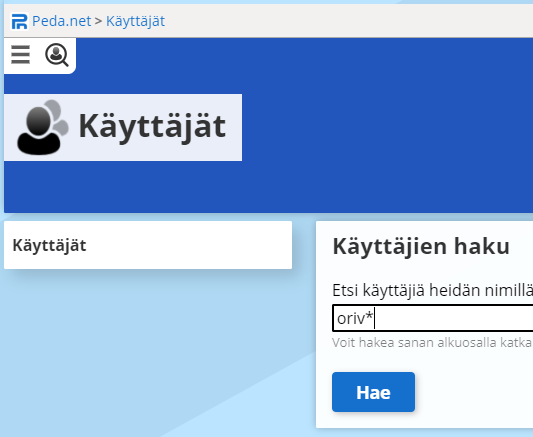 Peda.net > Käyttäjät
Käyttäjät
Käyttäjät
Käyttäjien haku
Etsi käyttäjiä heidän nimillä
oriv*
Voit hakea sanan alkuosalla katka
Hae